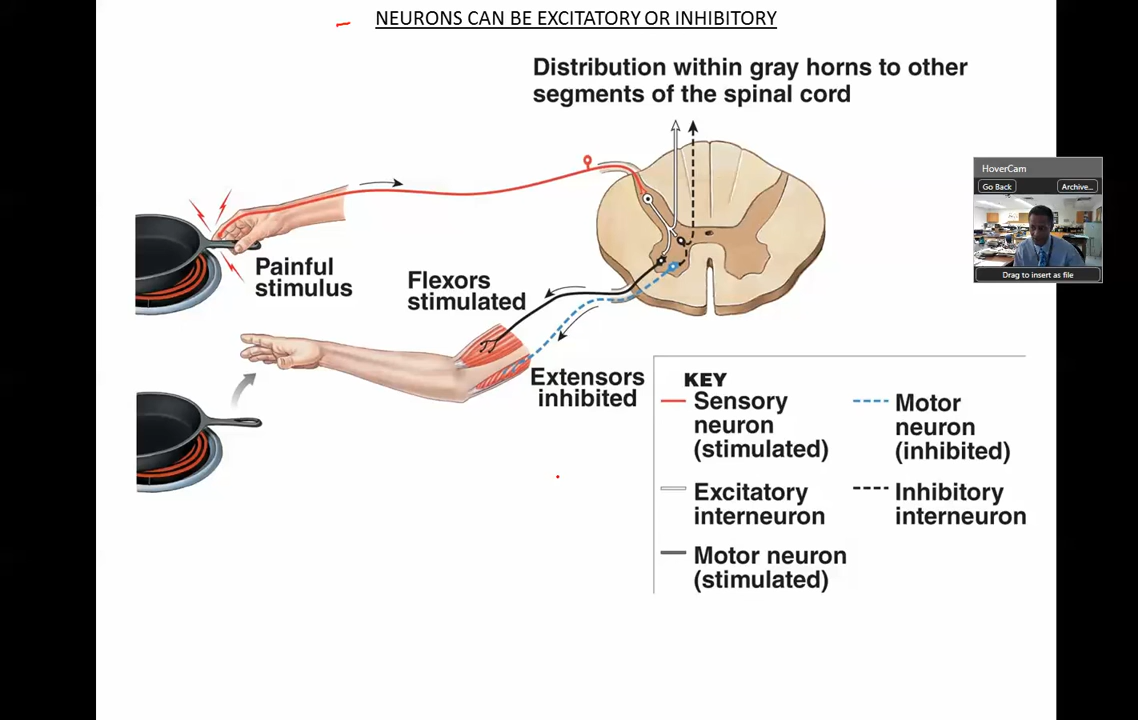 NEURONS CAN BE EXCITATORY OR INHIBITORY
Distribution within gray horns to other
segments of the spinal cord
Painful
stimulus
Flexors
stimulated
Extensors
inhibited
KEY
Sensory
neuron
(stimulated)
Excitatory
interneuron
Motor neuron
(stimulated)
Motor
neuron
(inhibited)
Inhibitory
interneuron
HoverCam
Go Back
Archive...
Drag to insert as file